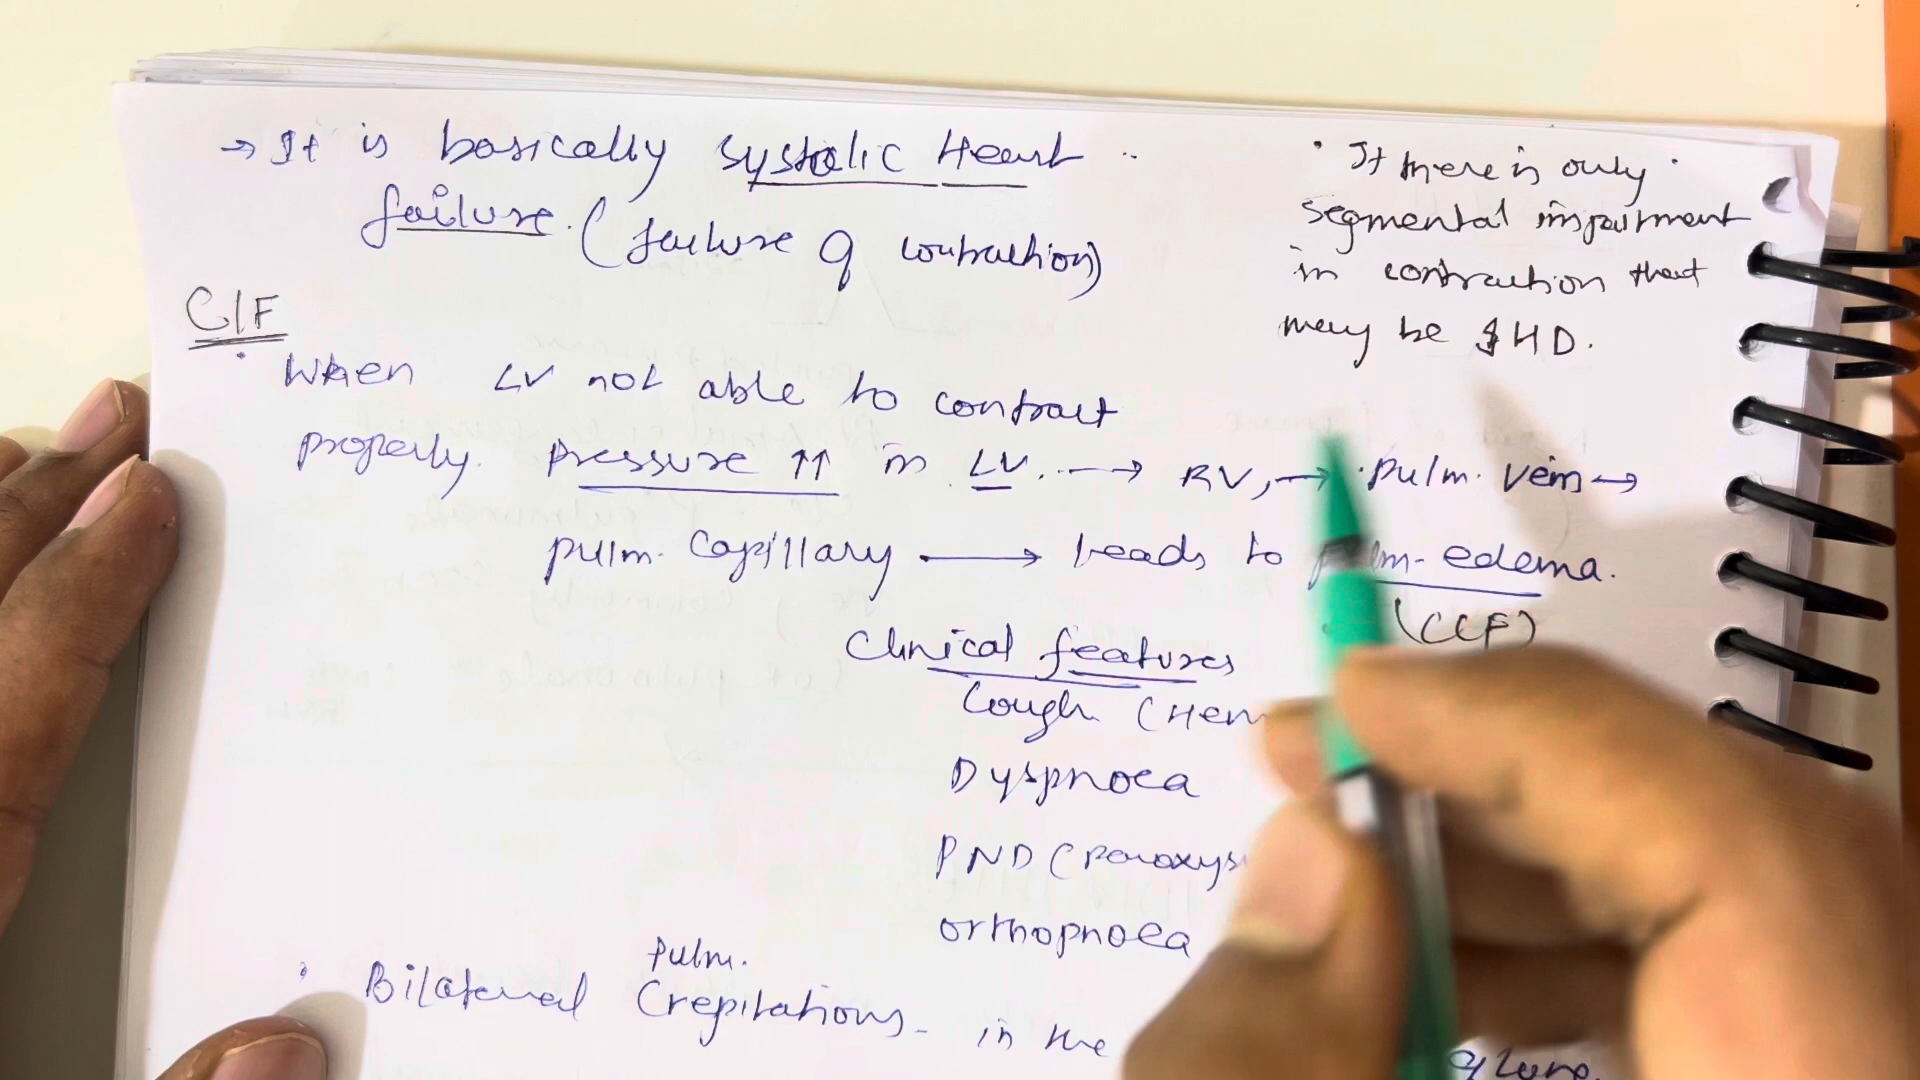 → It is basically systolic Heart
failure. (failure of contraction)
• If there is only
segmental impairment
in contraction that
may be IHD.
C/F
• When LV not able to contract
properly. Pressure ↑↑ in LV. → RV, → pulm. vein →
pulm. Capillary → Leads to pulm- edema.
(CCF)
Clinical features
Cough (Hem
Dyspnoea
PND (Paroxys
orthopnoea
• Bilateral pulm. Crepitations - in the